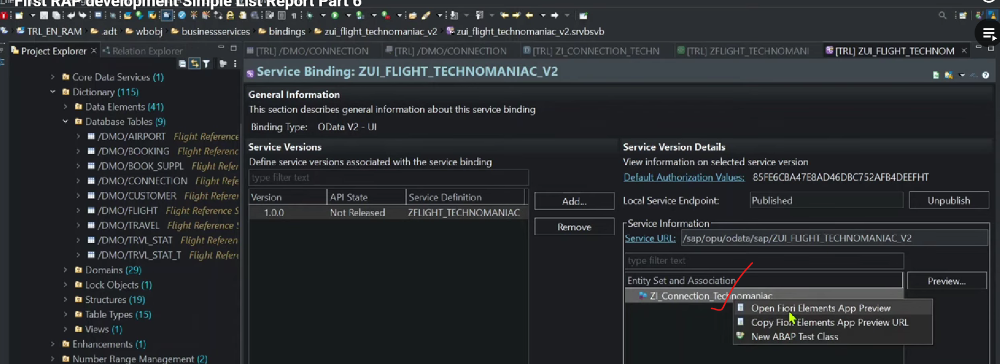 First RAP development Simple List Report Part 6
TRL_EN_RAM > .adt > wbobj > businessservices > bindings > zui_flight_technomaniac_v2 > zui_flight_technomaniac_v2.srvbsvb
Project Explorer
Relation Explorer
[TRL] /DMO/CONNECTION
[TRL] /DMO/CONNECTION
[TRL] ZI_CONNECTION_TECHN
[TRL] ZFLIGHT_TECHNOMANI
[TRL] ZUI_FLIGHT_TECHNOM
Core Data Services (1)
Dictionary (115)
Data Elements (41)
Database Tables (9)
/DMO/AIRPORT Flight Reference
/DMO/BOOKING Flight Referenc
/DMO/BOOK_SUPPL Flight Refer
/DMO/CONNECTION Flight Refe
/DMO/CUSTOMER Flight Referer
/DMO/FLIGHT Flight Reference S
/DMO/TRAVEL Flight Reference
/DMO/TRVL_STAT Flight Referen
/DMO/TRVL_STAT_T Flight Refere
Domains (29)
Lock Objects (1)
Structures (19)
Table Types (15)
Views (1)
Enhancements (1)
Number Range Management (2)
Service Binding: ZUI_FLIGHT_TECHNOMANIAC_V2
General Information
This section describes general information about this service binding
Binding Type: OData V2 - UI
Service Versions
Define service versions associated with the service binding
type filter text
Version API State Service Definition
1.0.0 Not Released ZFLIGHT_TECHNOMANIAC
Add...
Remove
Service Version Details
View information on selected service version
Default Authorization Values: 85FE6CBA47E8AD46DBC752AFB4DEEFHT
Local Service Endpoint: Published Unpublish
Service Information
Service URL: /sap/opu/odata/sap/ZUI_FLIGHT_TECHNOMANIAC_V2
type filter text
Entity Set and Association
Preview...
ZI_Connection_Technomaniac
Open Fiori Elements App Preview
Copy Fiori Elements App Preview URL
New ABAP Test Class